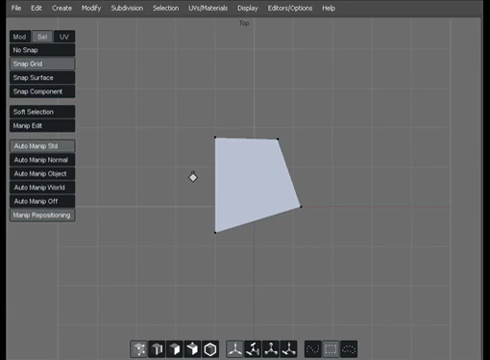 File Edit Create Modify Subdivision Selection UVs/Materials Display Editors/Options Help
Top
Mod Sel UV
No Snap
Snap Grid
Snap Surface
Snap Component
Soft Selection
Manip Edit
Auto Manip Std
Auto Manip Normal
Auto Manip Object
Auto Manip World
Auto Manip Off
Manip Repositioning